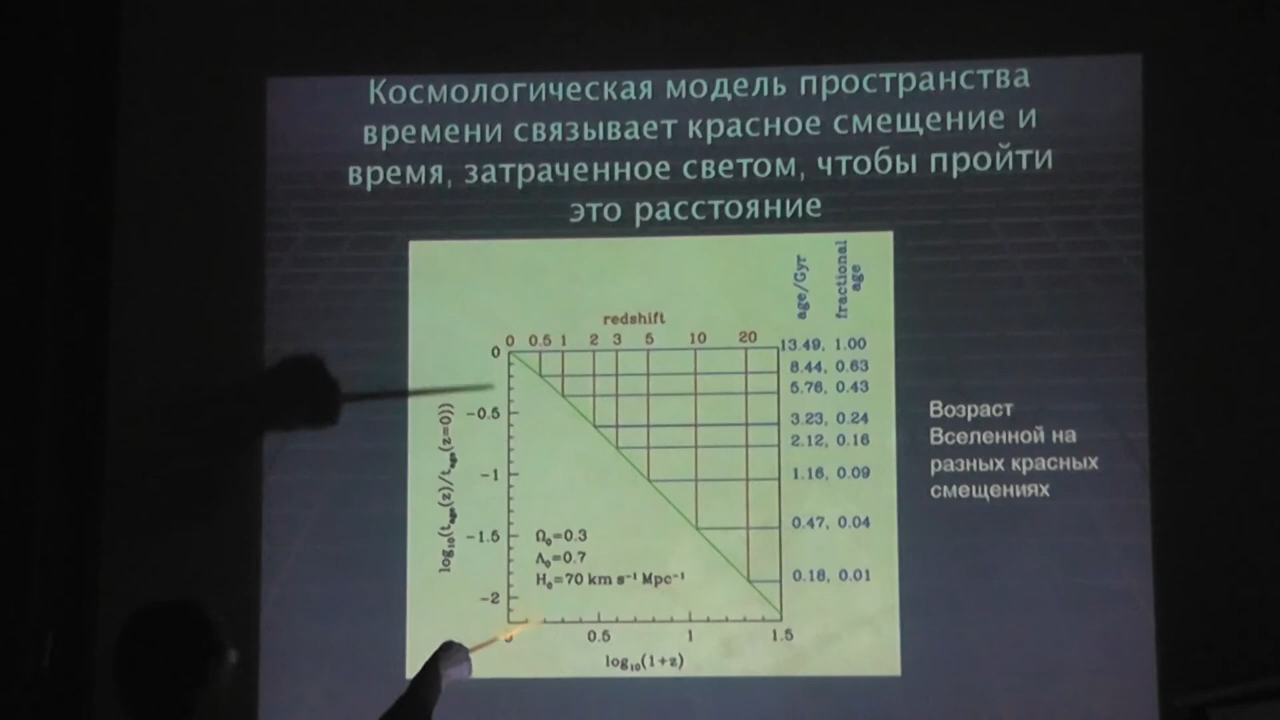 Космологическая модель пространства
времени связывает красное смещение и
время, затраченное светом, чтобы пройти
это расстояние
age/Gyr
fractional
age
redshift
0 0.5 1 2 3 5 10 20
13.49, 1.00
8.44, 0.63
5.76, 0.43
3.23, 0.24
2.12, 0.16
1.16, 0.09
0.47, 0.04
0.18, 0.01
0
-0.5
-1
-1.5
-2
log₁₀(tₐgₑ(z)/tₐgₑ(z=0))
Ω₀=0.3
Λ₀=0.7
H₀=70 km s⁻¹ Mpc⁻¹
0.5 1 1.5
log₁₀(1+z)
Возраст
Вселенной на
разных красных
смещениях